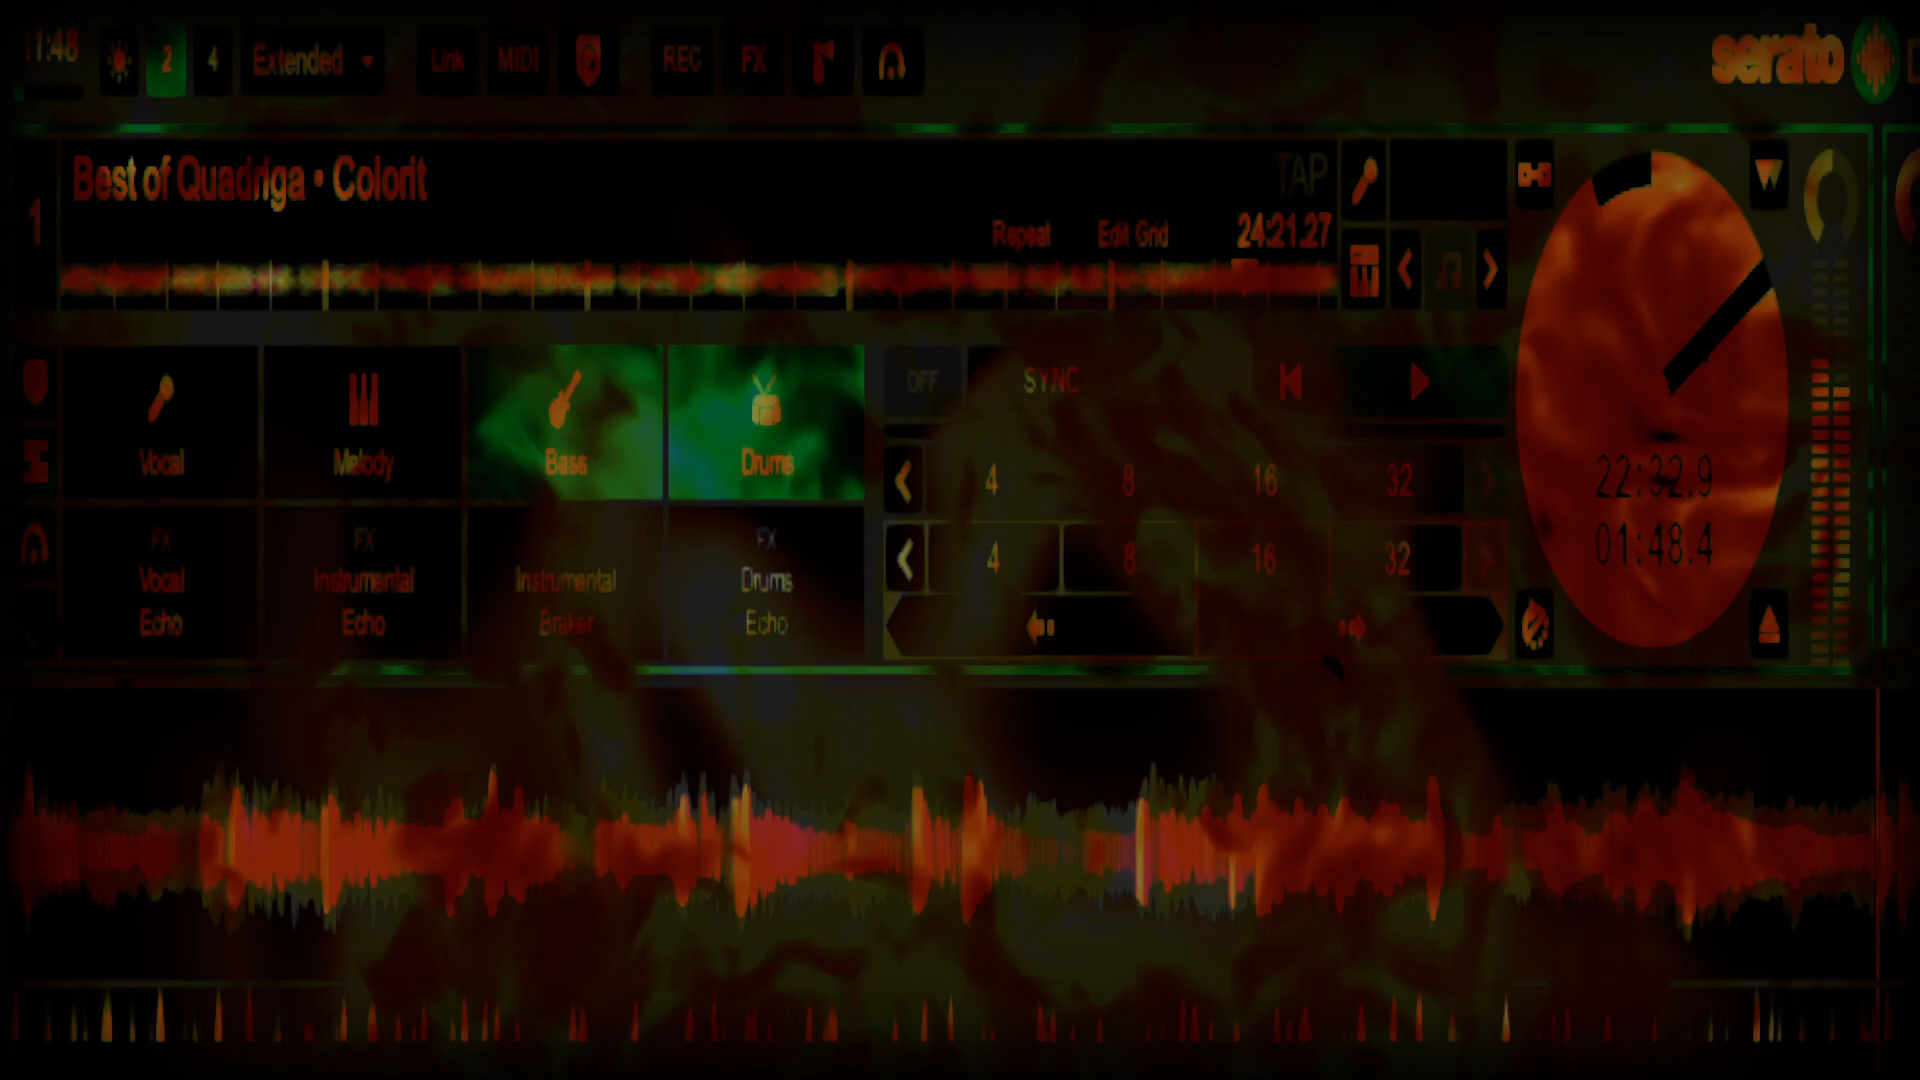 11:48
2
4
Extended
Link
MIDI
REC
FX
serato
1
Best of Quadriga • Colorit
TAP
Repeat
Edit Grid
24:21.27
Vocal
Melody
Bass
Drums
OFF
SYNC
4
8
16
32
FX
Vocal
Echo
FX
Instrumental
Echo
Instrumental
Braker
FX
Drums
Echo
4
8
16
32
22:32.9
01:48.4